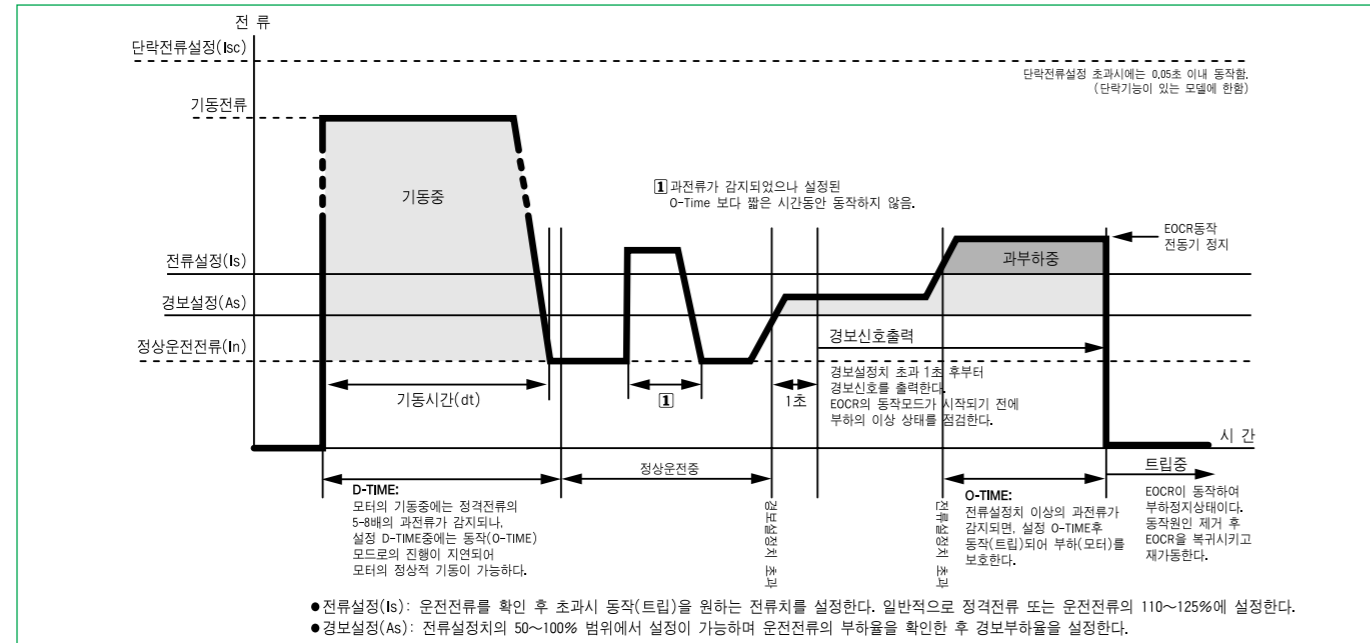 전 류
단락전류설정(Isc)
단락전류설정 초과시에는 0.05초 이내 동작함.
(단락기능이 있는 모델에 한함)
기동전류
기동중
1 과전류가 감지되었으나 설정된
O-Time 보다 짧은 시간동안 동작하지 않음.
EOCR동작
전동기 정지
전류설정(Is)
과부하중
경보설정(As)
정상운전전류(In)
경보신호출력
기동시간(dt)
1
1초
경보설정치 초과 1초 후부터
경보신호를 출력한다.
EOCR의 동작모드가 시작되기 전에
부하의 이상 상태를 점검한다.
시 간
정상운전중
트립중
D-TIME:
모터의 기동중에는 정격전류의
5-8배의 과전류가 감지되나,
설정 D-TIME중에는 동작(O-TIME)
모드로의 진행이 지연되어
모터의 정상적 기동이 가능하다.
경보설정치 초과
전류설정치 초과
O-TIME:
전류설정치 이상의 과전류가
감지되면, 설정 O-TIME후
동작(트립)되어 부하(모터)를
보호한다.
EOCR이 동작하여
부하정지상태이다.
동작원인 제거 후
EOCR을 복귀시키고
재가동한다.
●전류설정(Is): 운전전류를 확인 후 초과시 동작(트립)을 원하는 전류치를 설정한다. 일반적으로 정격전류 또는 운전전류의 110~125%에 설정한다.
●경보설정(As): 전류설정치의 50~100% 범위에서 설정이 가능하며 운전전류의 부하율을 확인한 후 경보부하율을 설정한다.